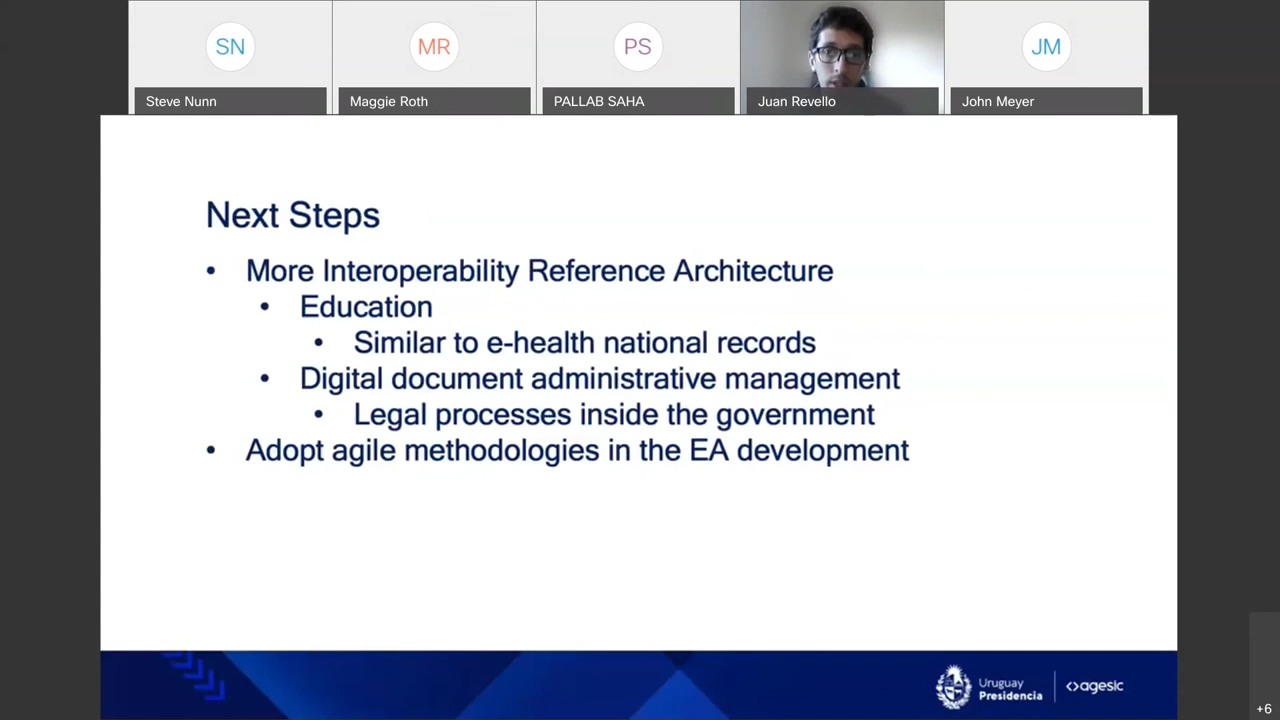 SN
MR
PS
JM
Steve Nunn
Maggie Roth
PALLAB SAHA
Juan Revello
John Meyer
Next Steps
• More Interoperability Reference Architecture
• Education
• Similar to e-health national records
• Digital document administrative management
• Legal processes inside the government
• Adopt agile methodologies in the EA development
Uruguay
Presidencia
agesic
+6